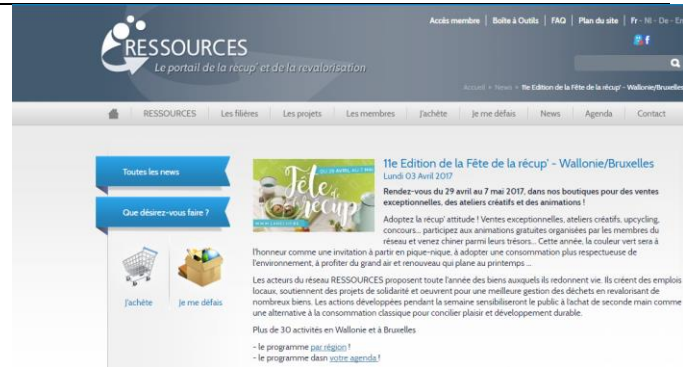 Accès membre | Boîte à Outils | FAQ | Plan du site | Fr - Nl - De - En
RESSOURCES
Le portail de la récup' et de la revalorisation
Accueil » News » 11e Edition de la Fête de la récup' - Wallonie/Bruxelles
RESSOURCES
Les filières
Les projets
Les membres
J'achète
Je me défais
News
Agenda
Contact
Toutes les news
Que désirez-vous faire ?
J'achète
Je me défais
DU 29 AVRIL AU 7 MAI 2017
Fête de la récup'
11e Edition de la Fête de la récup' - Wallonie/Bruxelles
Lundi 03 Avril 2017
Rendez-vous du 29 avril au 7 mai 2017, dans nos boutiques pour des ventes
exceptionnelles, des ateliers créatifs et des animations !
Adoptez la récup' attitude ! Ventes exceptionnelles, ateliers créatifs, upcycling,
concours... participez aux animations gratuites organisées par les membres du
réseau et venez chiner parmi leurs trésors... Cette année, la couleur vert sera à
l'honneur comme une invitation à partir en pique-nique, à adopter une consommation plus respectueuse de
l'environnement, à profiter du grand air et renouveau qui plane au printemps ...
Les acteurs du réseau RESSOURCES proposent toute l'année des biens auxquels ils redonnent vie. Ils créent des emplois
locaux, soutiennent des projets de solidarité et oeuvrent pour une meilleure gestion des déchets en revalorisant de
nombreux biens. Les actions développées pendant la semaine sensibiliseront le public à l'achat de seconde main comme
une alternative à la consommation classique pour concilier plaisir et développement durable.
Plus de 30 activités en Wallonie et à Bruxelles
- le programme par région !
- le programme dasn votre agenda !